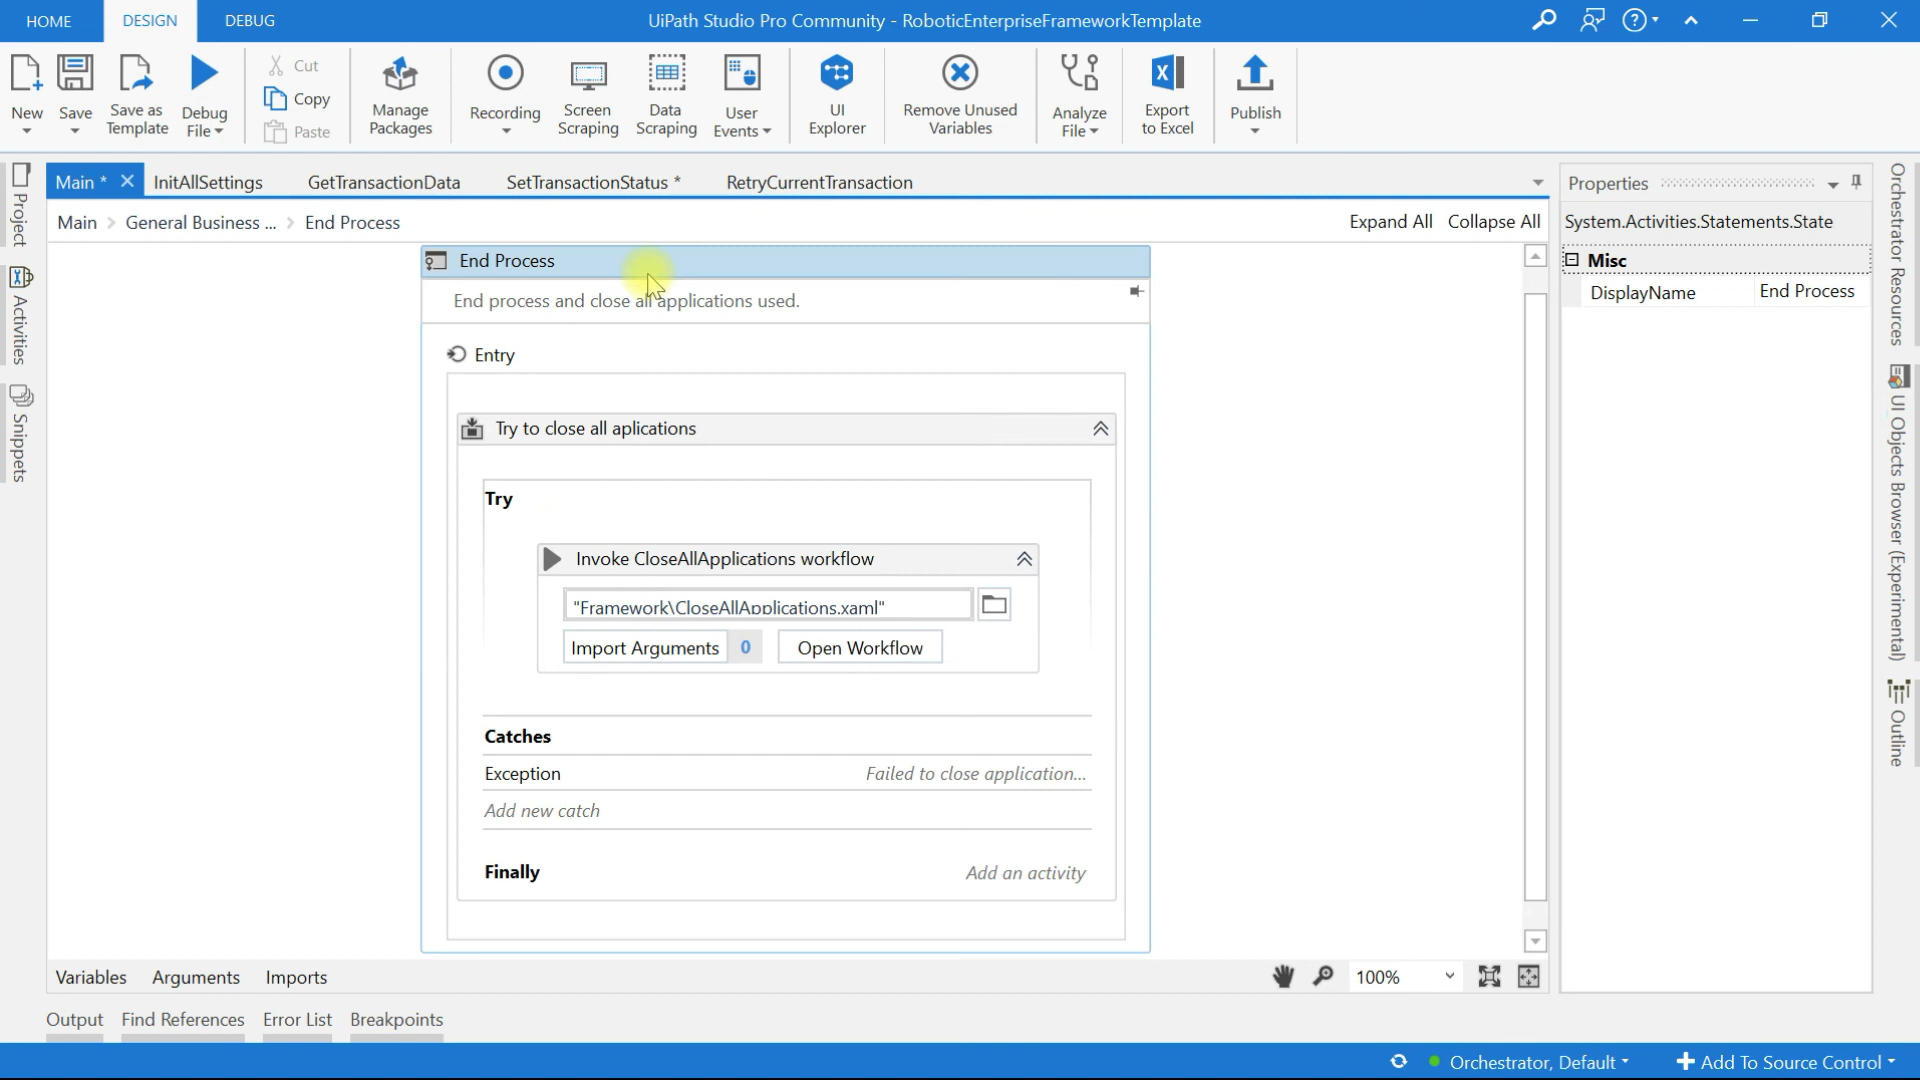 HOME DESIGN DEBUG UiPath Studio Pro Community - RoboticEnterpriseFrameworkTemplate
New Save Save as Template Debug File
Cut
Copy
Paste
Manage Packages
Recording
Screen Scraping
Data Scraping
User Events
UI Explorer
Remove Unused Variables
Analyze File
Export to Excel
Publish
Project
Activities
Snippets
Main * InitAllSettings GetTransactionData SetTransactionStatus * RetryCurrentTransaction
Main General Business ... End Process Expand All Collapse All
End Process
End process and close all applications used.
Entry
Try to close all aplications
Try
Invoke CloseAllApplications workflow
"Framework\CloseAllApplications.xaml"
Import Arguments 0 Open Workflow
Catches
Exception Failed to close application...
Add new catch
Finally Add an activity
Variables Arguments Imports 100%
Properties
System.Activities.Statements.State
Misc
DisplayName End Process
Orchestrator Resources
UI Objects Browser (Experimental)
Outline
Output Find References Error List Breakpoints
Orchestrator, Default Add To Source Control